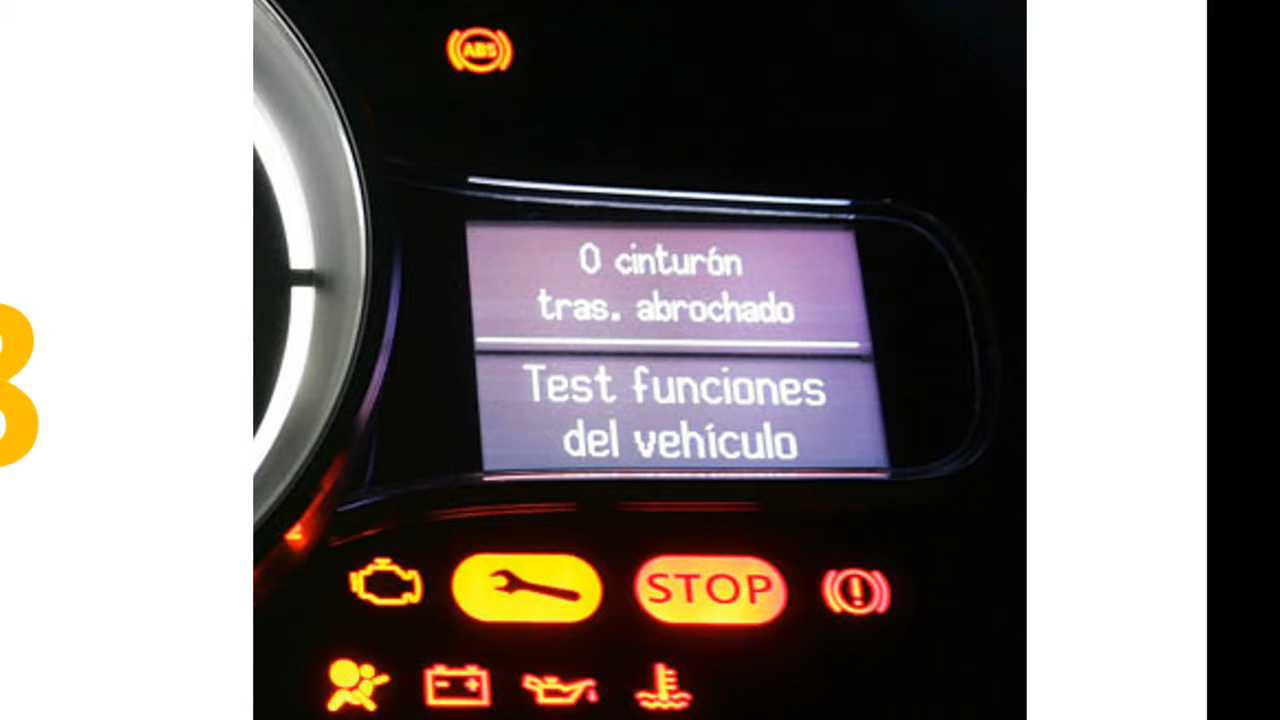 ABS
0 cinturón
tras. abrochado
Test funciones
del vehículo
STOP